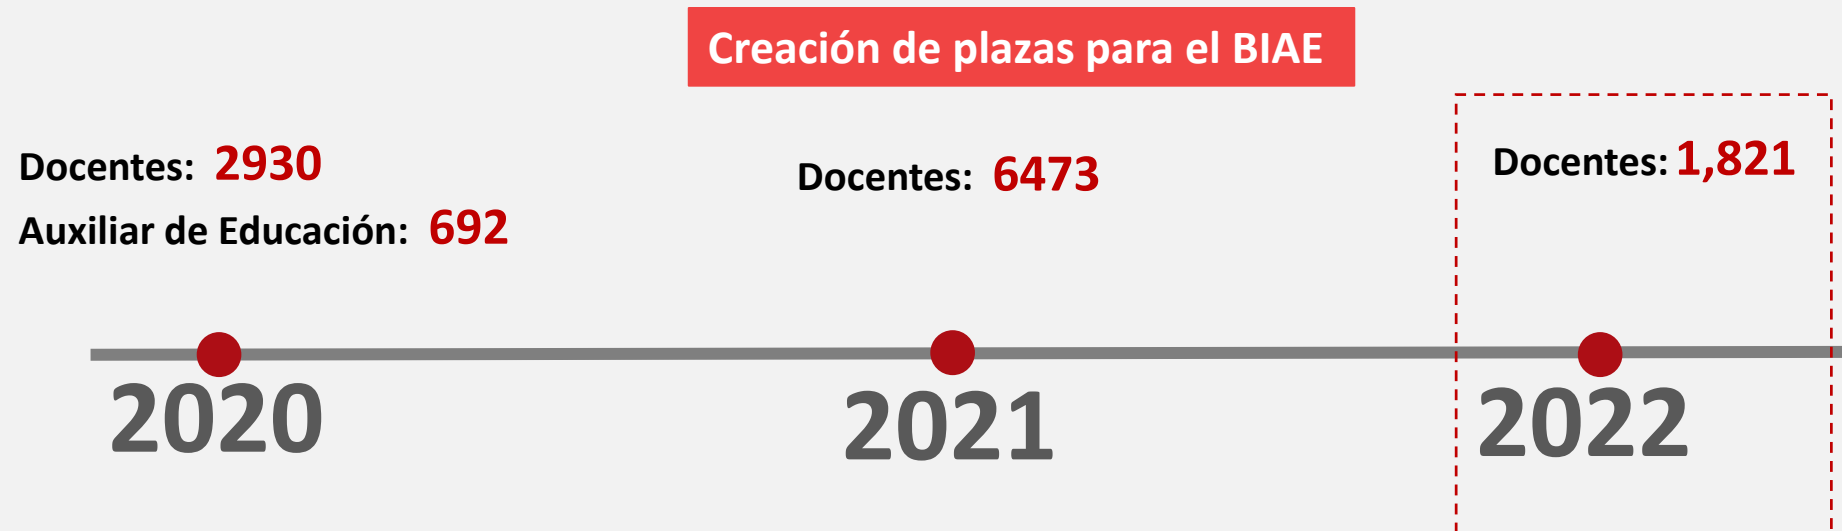 Creación de plazas para el BIAE
Docentes: 2930
Auxiliar de Educación: 692
Docentes: 6473
Docentes: 1,821
2020
2021
2022